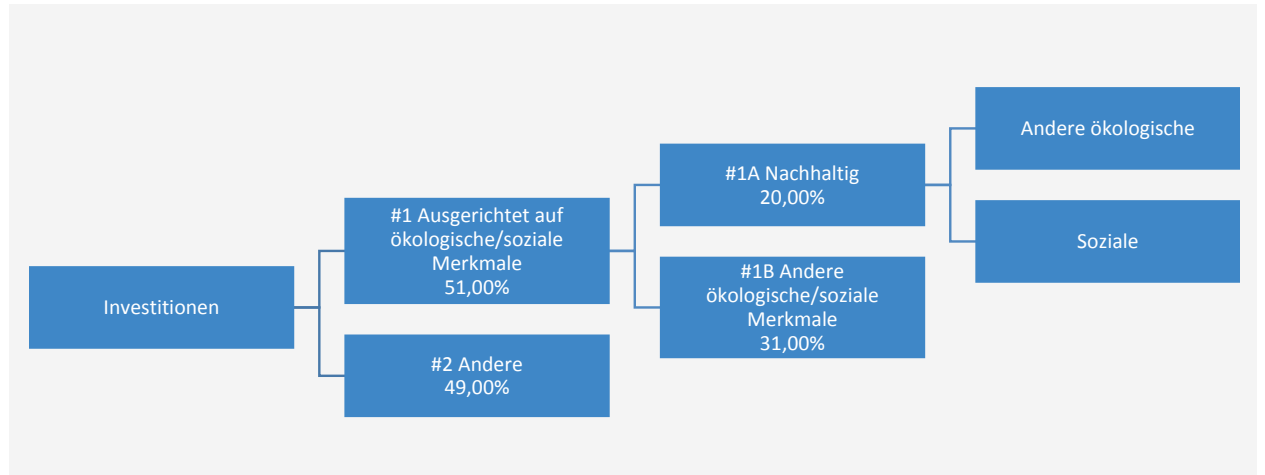 Investitionen
#1 Ausgerichtet auf
ökologische/soziale
Merkmale
51,00%
#2 Andere
49,00%
#1A Nachhaltig
20,00%
#1B Andere
ökologische/soziale
Merkmale
31,00%
Andere ökologische
Soziale